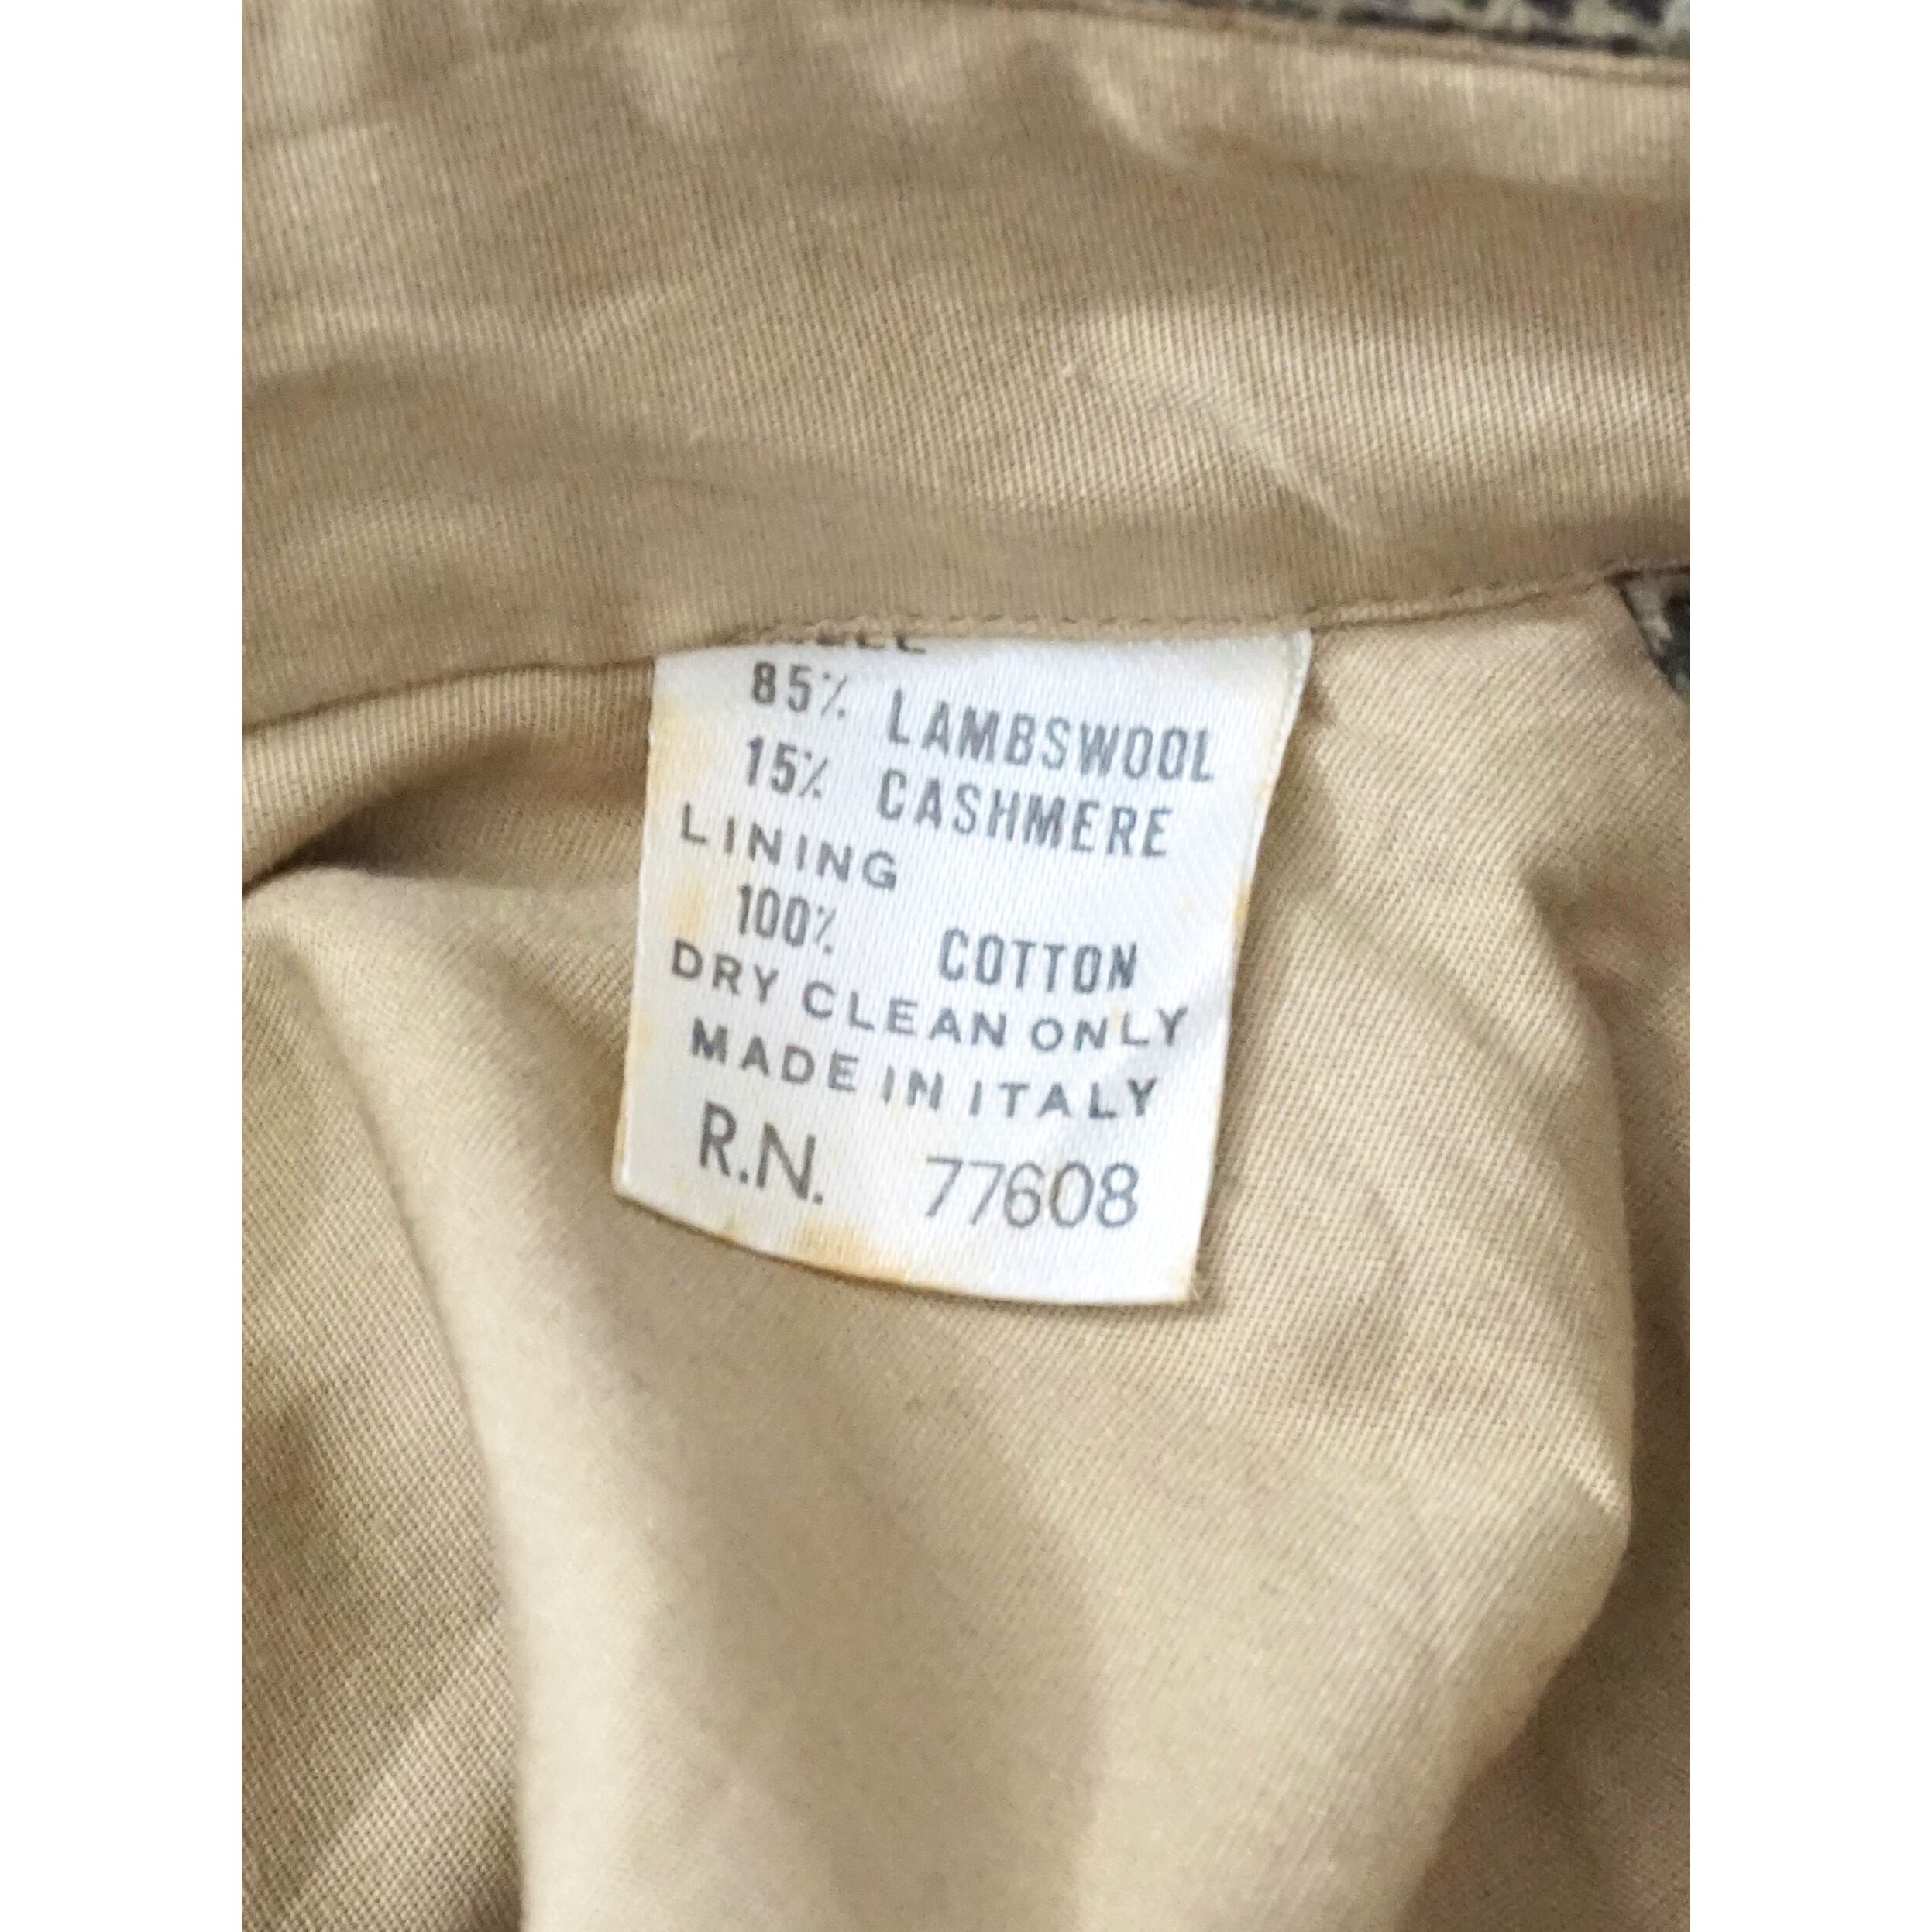 85% LAMBSWOOL
15% CASHMERE
LINING
100% COTTON
DRY CLEAN ONLY
MADE IN ITALY
R.N. 77608